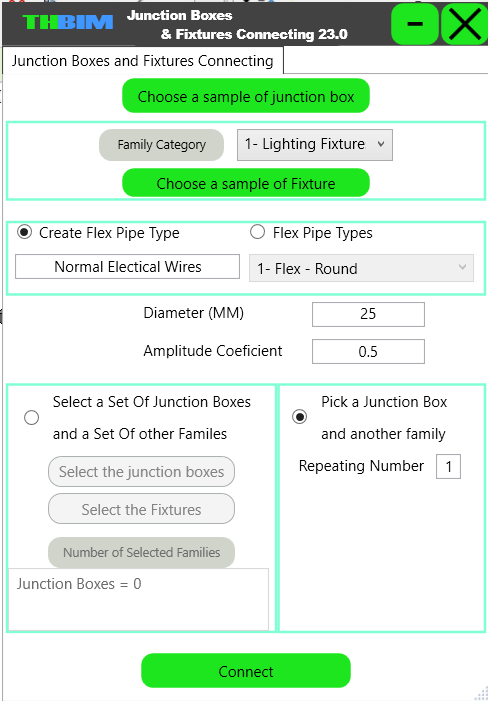 THBIM
Junction Boxes
& Fixtures Connecting 23.0
Junction Boxes and Fixtures Connecting
Choose a sample of junction box
Family Category
1- Lighting Fixture
Choose a sample of Fixture
Create Flex Pipe Type
Flex Pipe Types
Normal Electical Wires
1- Flex - Round
Diameter (MM)
25
Amplitude Coeficient
0.5
Select a Set Of Junction Boxes
and a Set Of other Familes
Select the junction boxes
Select the Fixtures
Number of Selected Families
Junction Boxes = 0
Pick a Junction Box
and another family
Repeating Number
1
Connect